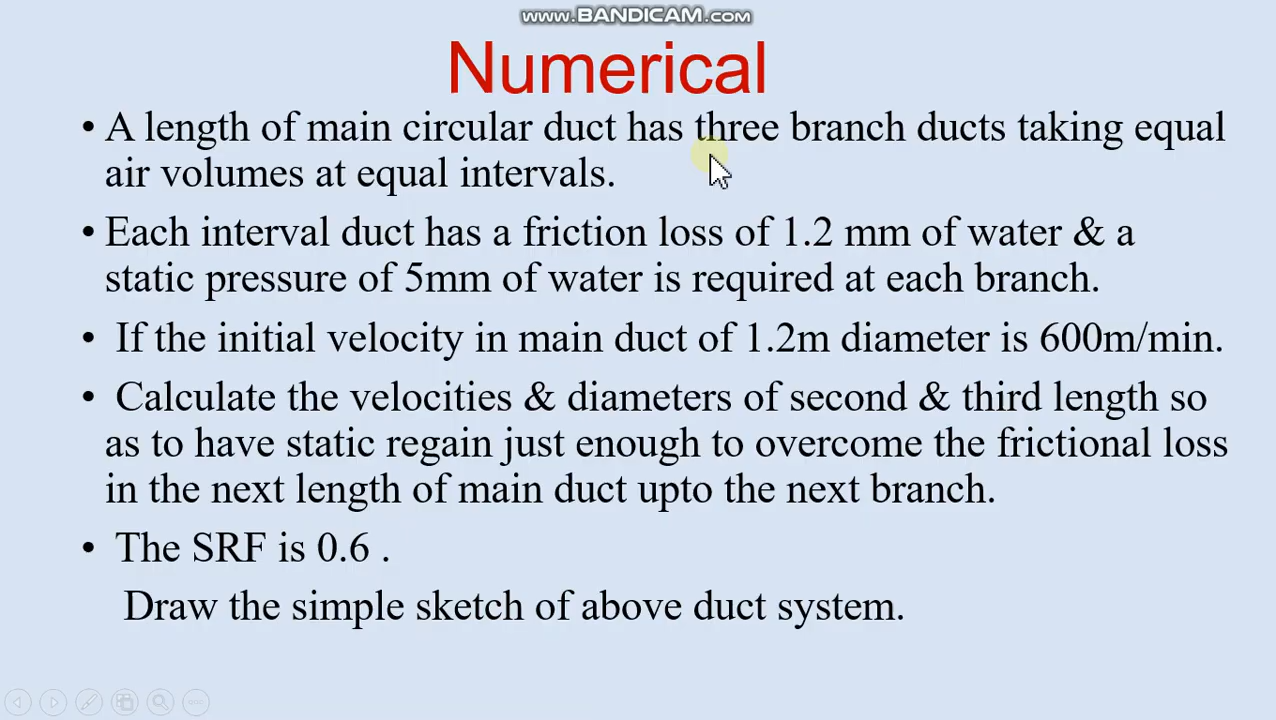 www.BANDICAM.com
Numerical
• A length of main circular duct has three branch ducts taking equal
air volumes at equal intervals.
• Each interval duct has a friction loss of 1.2 mm of water & a
static pressure of 5mm of water is required at each branch.
• If the initial velocity in main duct of 1.2m diameter is 600m/min.
• Calculate the velocities & diameters of second & third length so
as to have static regain just enough to overcome the frictional loss
in the next length of main duct upto the next branch.
• The SRF is 0.6 .
Draw the simple sketch of above duct system.